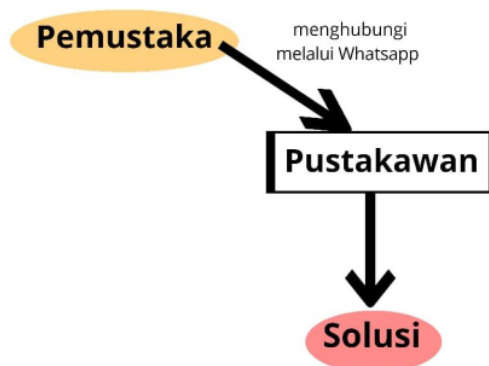 Pemustaka
menghubungi
melalui Whatsapp
Pustakawan
Solusi